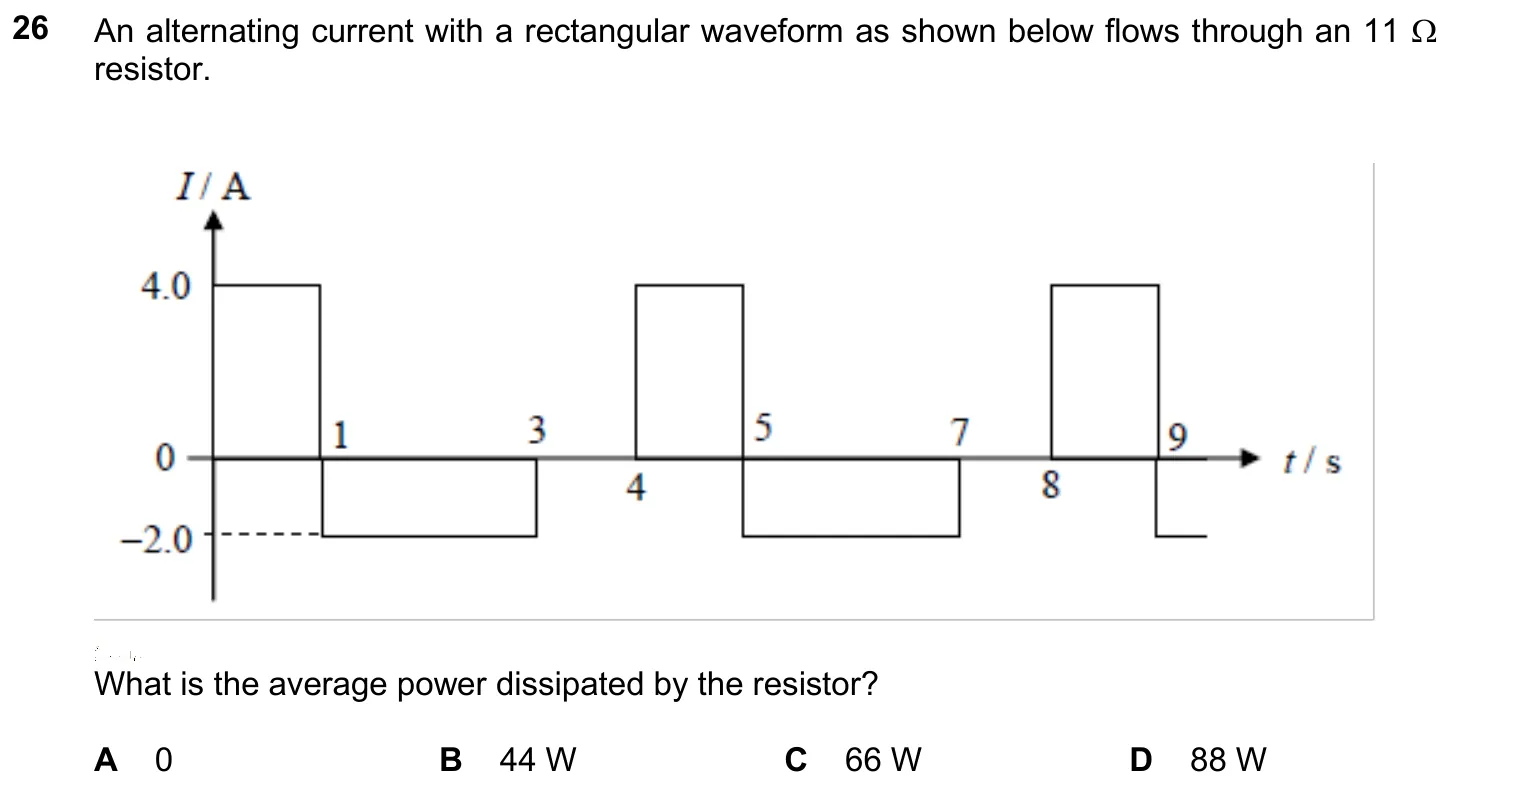 26 An alternating current with a rectangular waveform as shown below flows through an 11 Ω
resistor.
I / A
4.0
1
3
5
7
9
0
t / s
4
8
–2.0
What is the average power dissipated by the resistor?
A 0 B 44 W C 66 W D 88 W